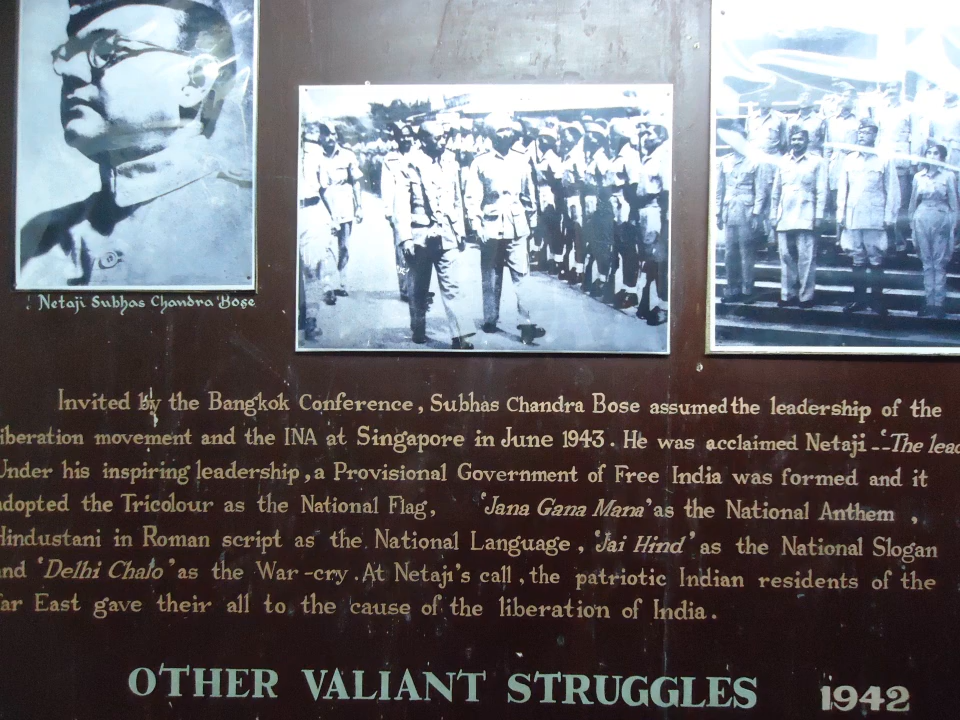 Netaji Subhas Chandra Bose
Invited by the Bangkok Conference, Subhas Chandra Bose assumed the leadership of the
iberation movement and the INA at Singapore in June 1943. He was acclaimed Netaji --'The lead
Under his inspiring leadership, a Provisional Government of Free India was formed and it
adopted the Tricolour as the National Flag, 'Jana Gana Mana' as the National Anthem ,
Hindustani in Roman script as the National Language, 'Jai Hind' as the National Slogan
and 'Delhi Chalo' as the War-cry. At Netaji's call, the patriotic Indian residents of the
far East gave their all to the cause of the liberation of India.
OTHER VALIANT STRUGGLES 1942